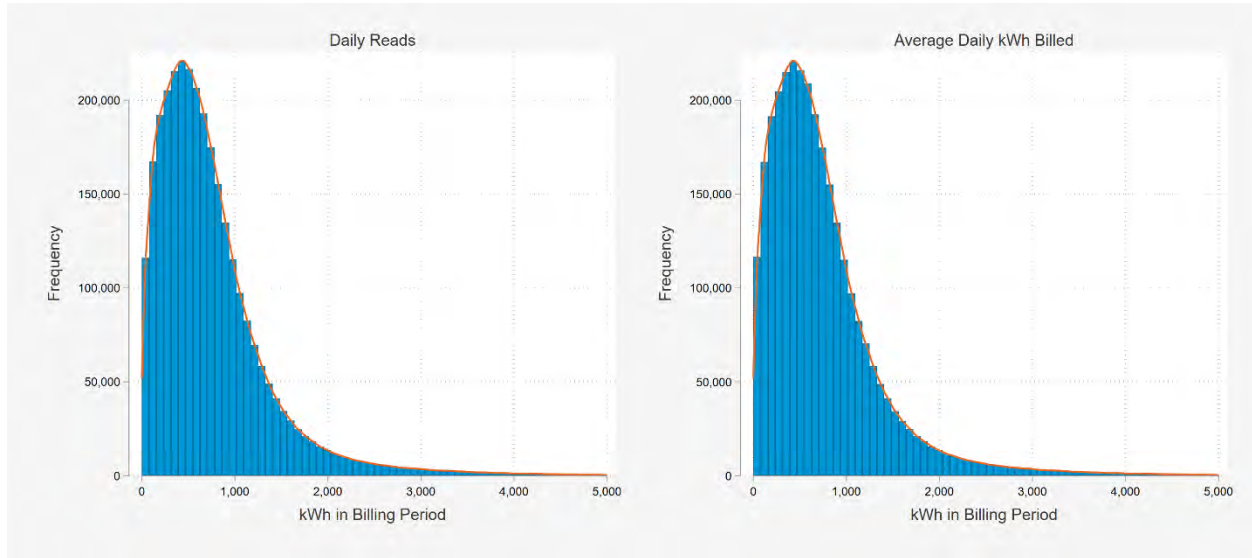 Daily Reads
Frequency
200,000
150,000
100,000
50,000
0
0 1,000 2,000 3,000 4,000 5,000
kWh in Billing Period
Average Daily kWh Billed
Frequency
200,000
150,000
100,000
50,000
0
0 1,000 2,000 3,000 4,000 5,000
kWh in Billing Period